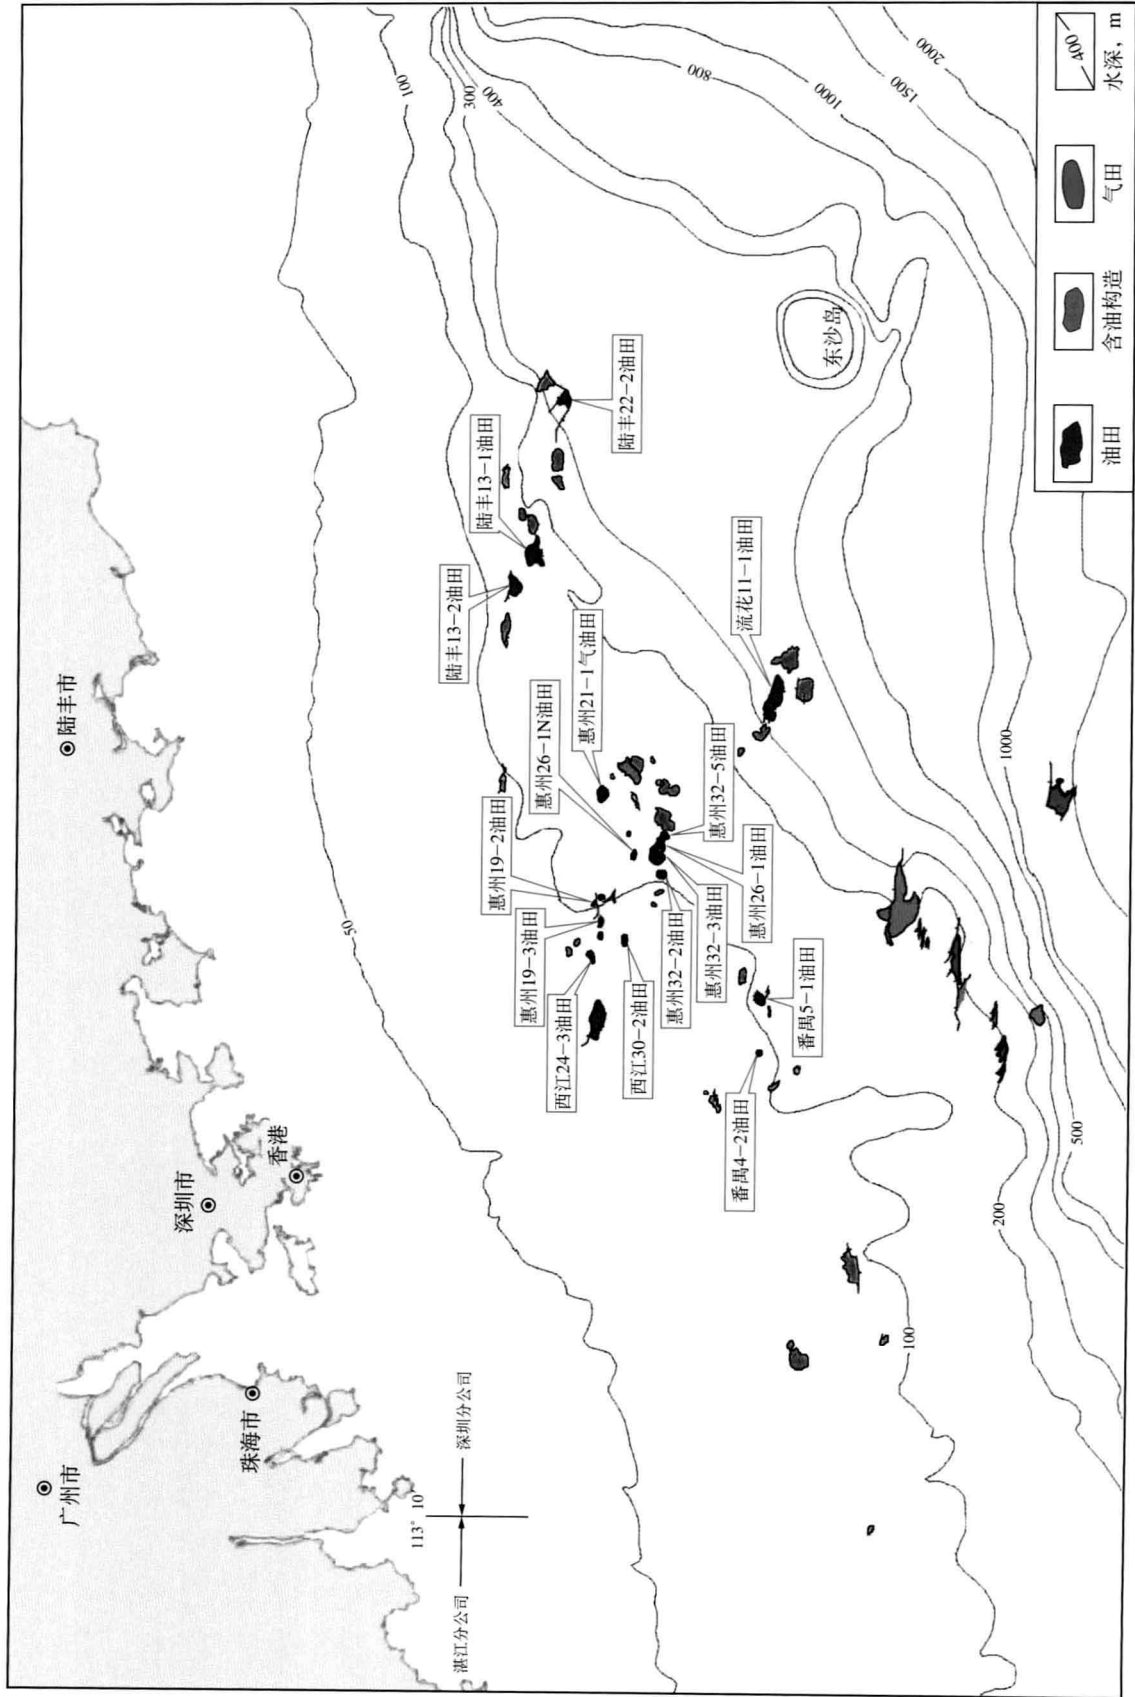 广州市
珠海市
深圳市
香港
陆丰市
113° 10
湛江分公司
深圳分公司
50
100
300
400
800
1000
1500
2000
陆丰13-1油田
陆丰13-2油田
陆丰22-2油田
惠州21-1气油田
惠州26-1N油田
惠州19-2油田
惠州19-3油田
西江24-3油田
西江30-2油田
惠州32-2油田
惠州32-3油田
惠州26-1油田
惠州32-5油田
流花11-1油田
番禺4-2油田
番禺5-1油田
东沙岛
100
200
500
1000
油田
含油构造
气田
400
水深, m